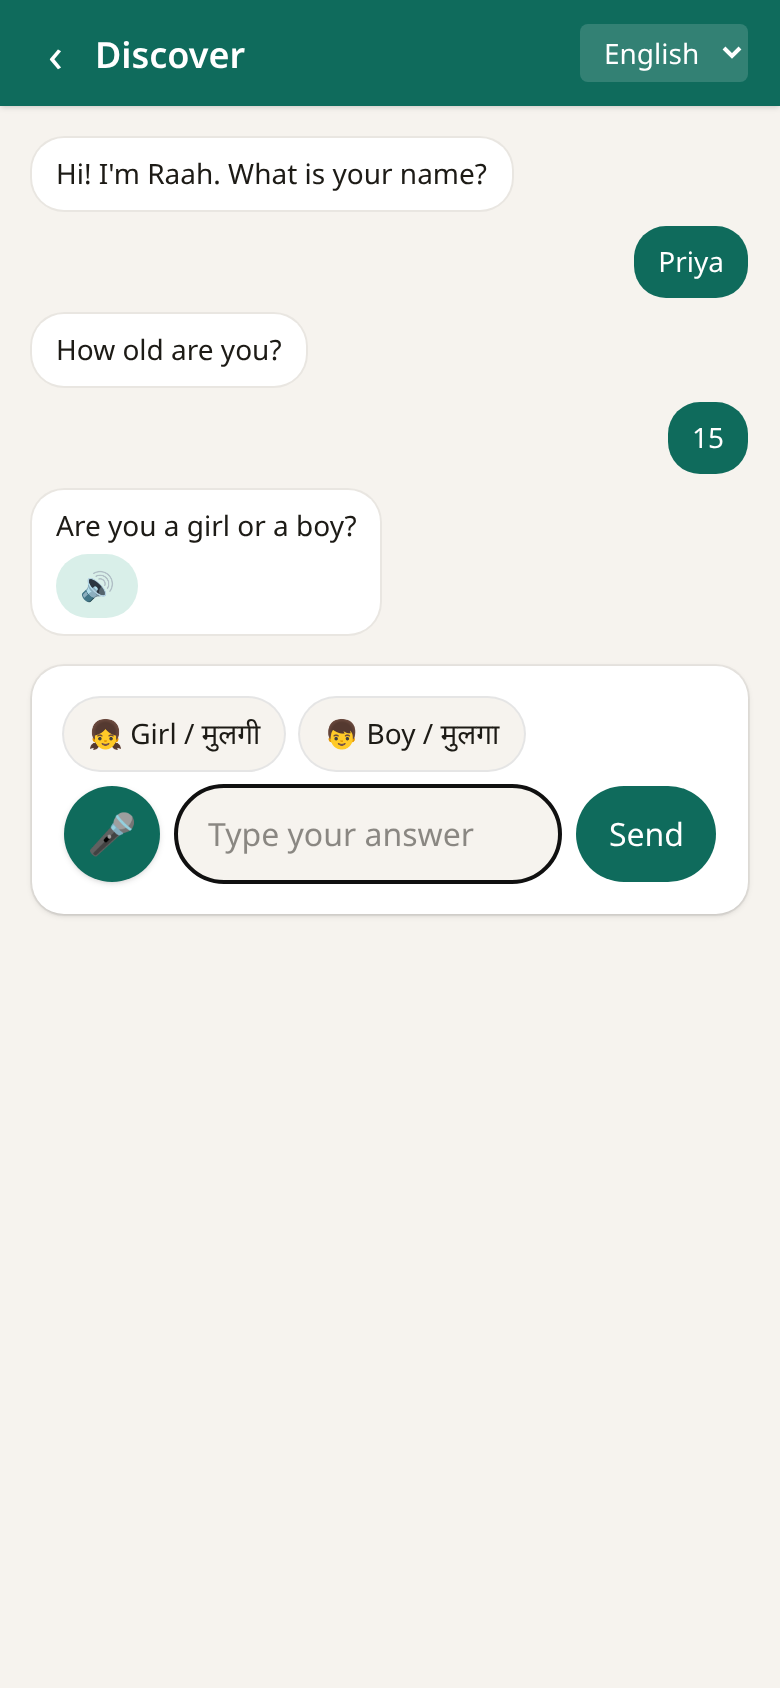 ‹ Discover English
Hi! I'm Raah. What is your name?
Priya
How old are you?
15
Are you a girl or a boy?
👧 Girl / मुलगी 👦 Boy / मुलगा
Type your answer Send